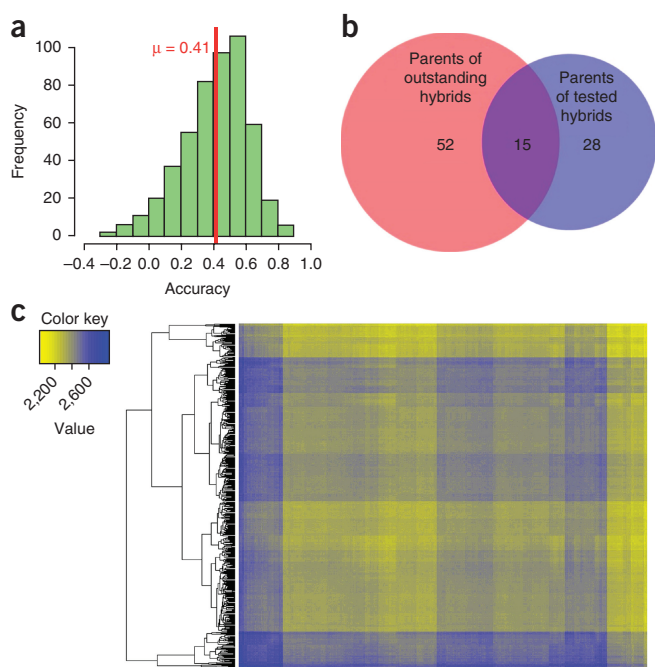 a
μ = 0.41
Frequency
100
80
60
40
20
0
–0.4 –0.2 0.0 0.2 0.4 0.6 0.8 1.0
Accuracy
b
Parents of
outstanding
hybrids
Parents
of tested
hybrids
52
15
28
c
Color key
2,200
2,600
Value